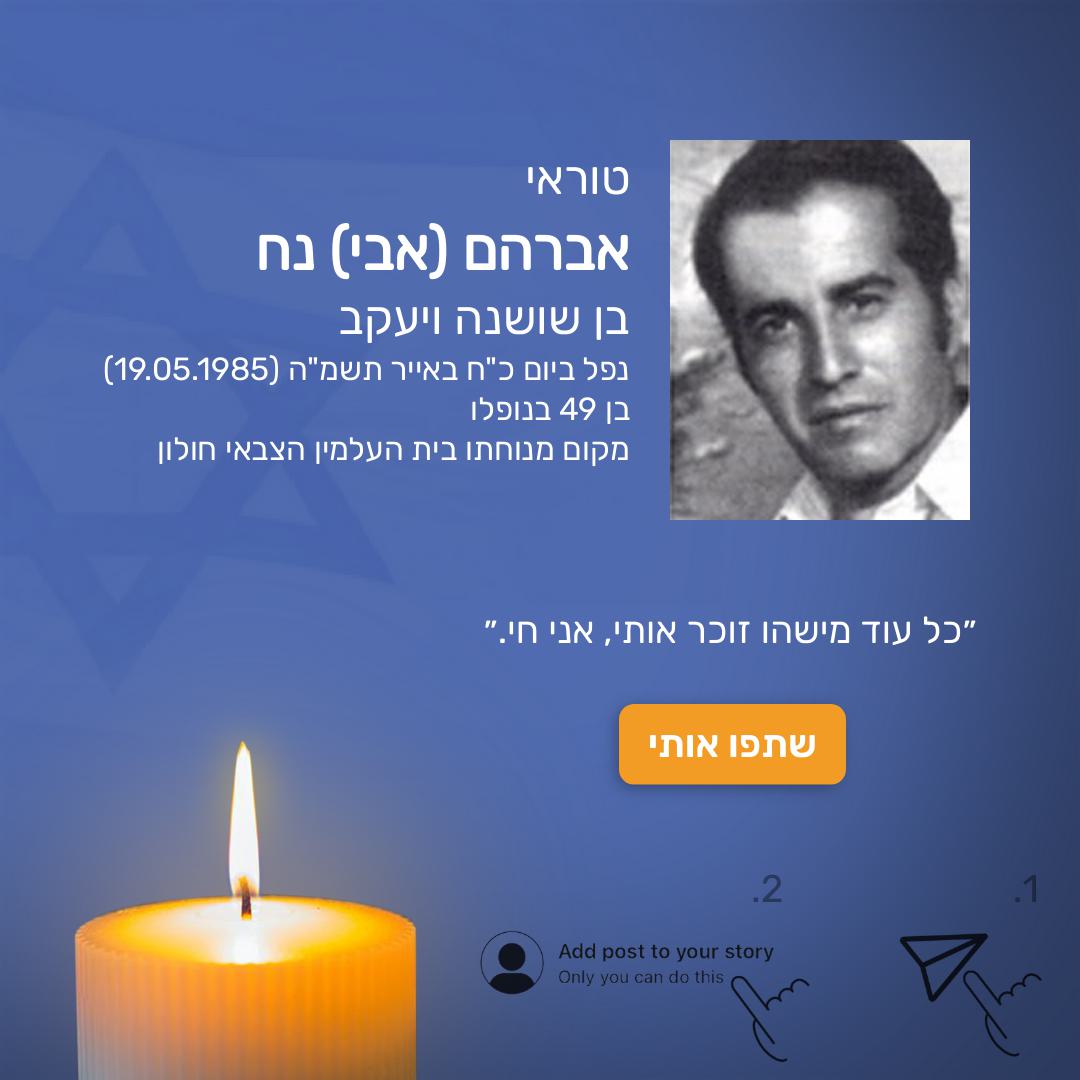 טוראי
אברהם (אבי) נח
בן שושנה ויעקב
נפל ביום כ"ח באייר תשמ"ה (19.05.1985)
בן 49 בנופלו
מקום מנוחתו בית העלמין הצבאי חולון
״כל עוד מישהו זוכר אותי, אני חי.״
שתפו אותי
1.
2.
Add post to your story
Only you can do this